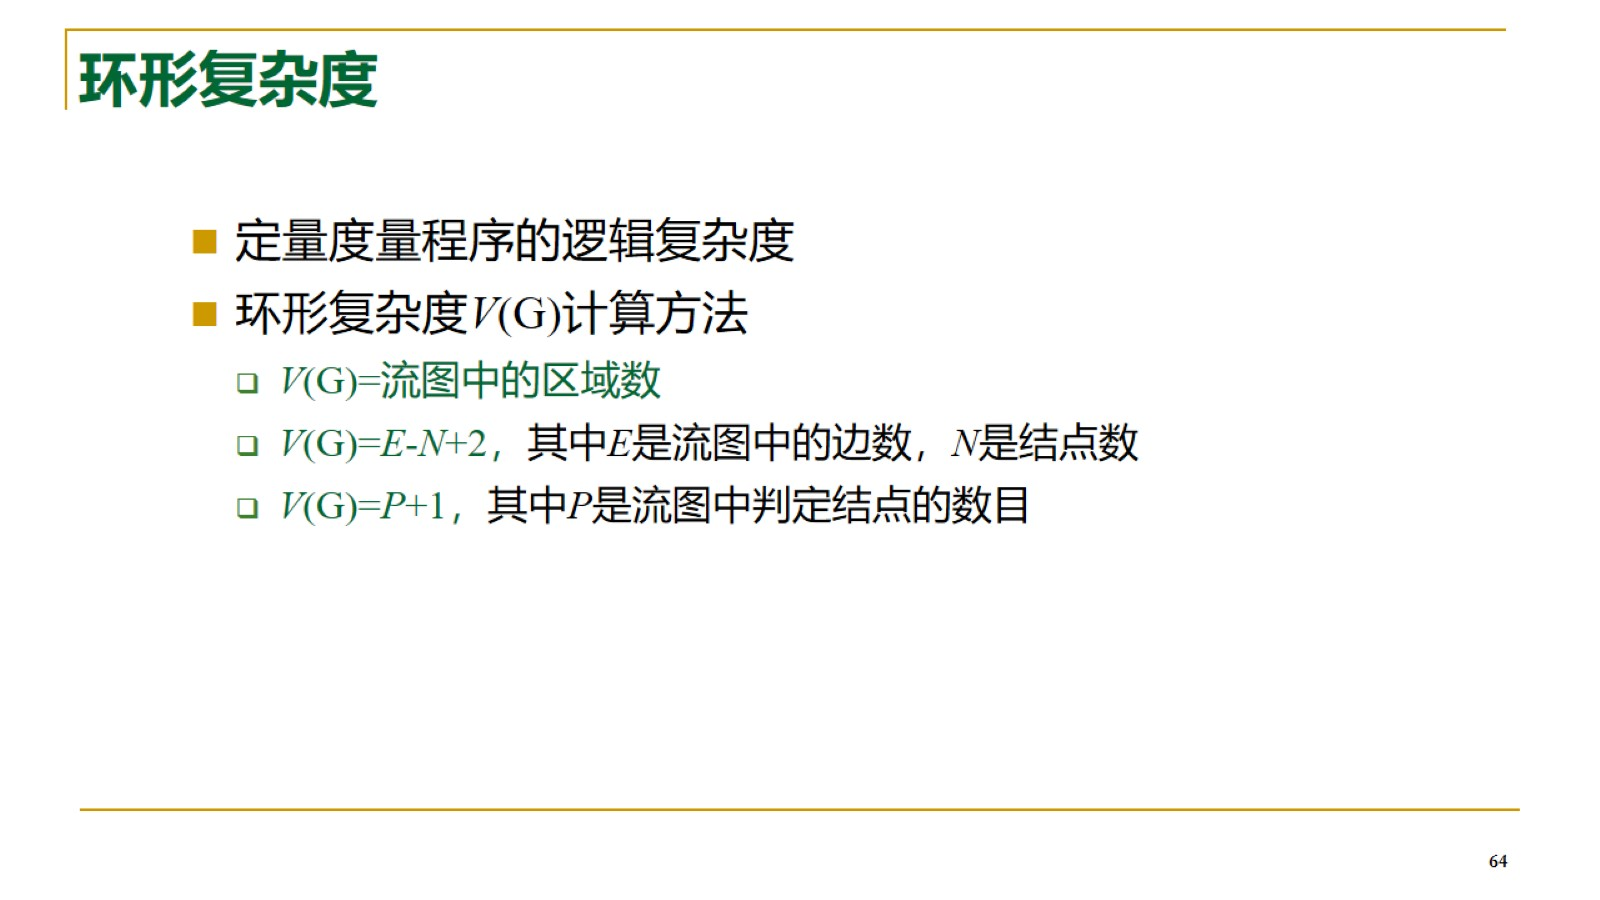 环形复杂度
定量度量程序的逻辑复杂度
环形复杂度V(G)计算方法
V(G)=流图中的区域数
V(G)=E-N+2，其中E是流图中的边数，N是结点数
V(G)=P+1，其中P是流图中判定结点的数目
64